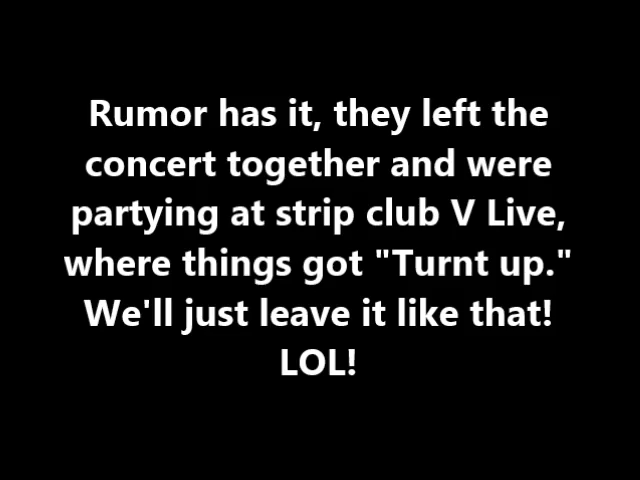 Rumor has it, they left the
concert together and were
partying at strip club V Live,
where things got "Turnt up."
We'll just leave it like that!
LOL!